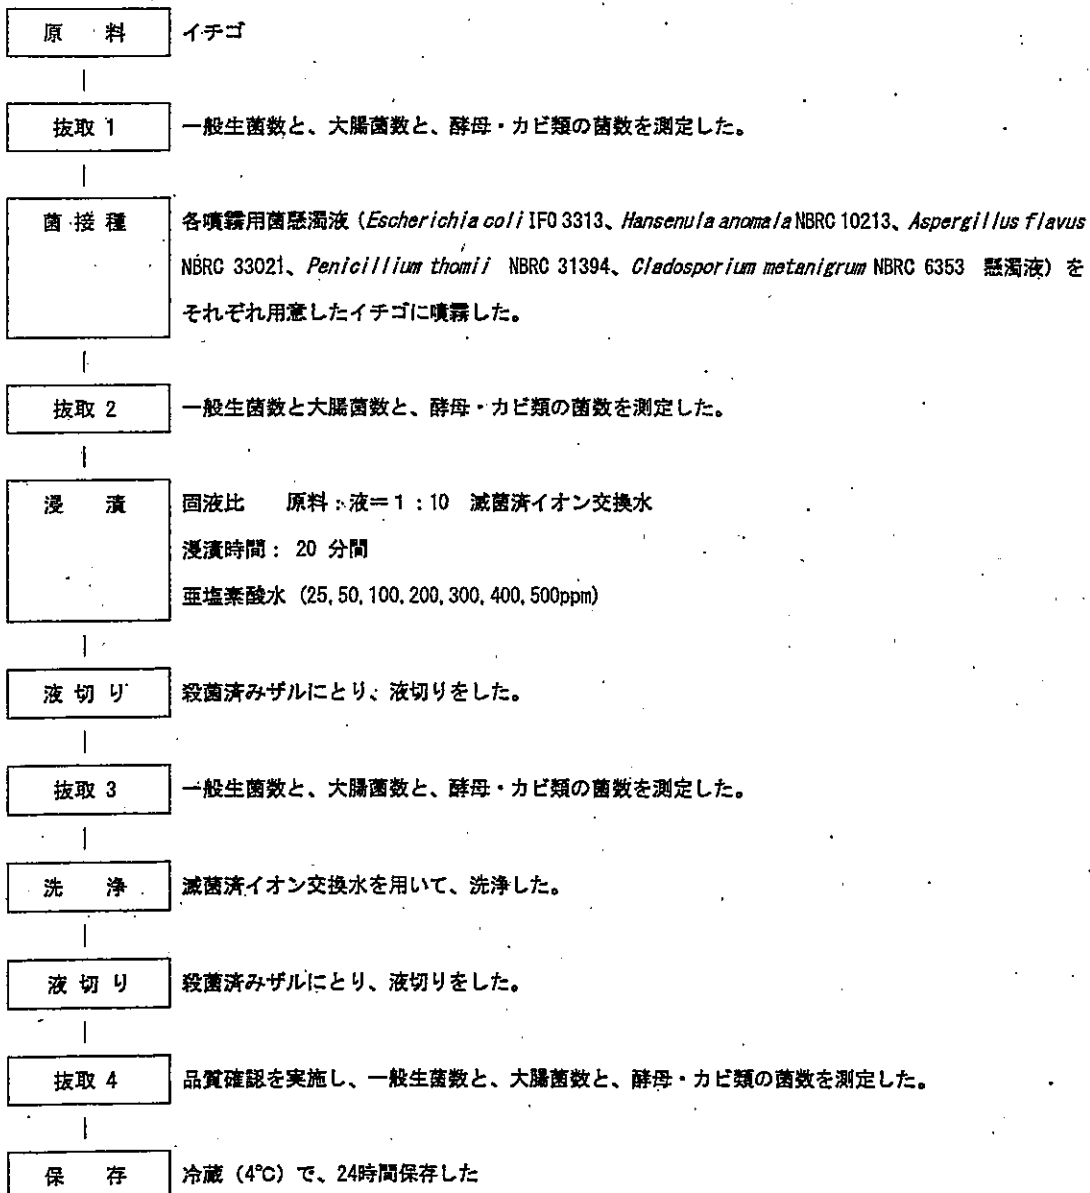 原 料 イチゴ
抜取 1 一般生菌数と、大腸菌数と、酵母・カビ類の菌数を測定した。
菌 接 種 各噴霧用菌懸濁液（Escherichia coli IFO 3313、Hansenula anomala NBRC 10213、Aspergillus flavus
NBRC 33021、Penicillium thomii NBRC 31394、Cladosporium metanigrum NBRC 6353 懸濁液）を
それぞれ用意したイチゴに噴霧した。
抜取 2 一般生菌数と大腸菌数と、酵母・カビ類の菌数を測定した。
浸 漬 固液比 原料：液＝1：10 滅菌済イオン交換水
浸漬時間： 20 分間
亜塩素酸水 (25, 50, 100, 200, 300, 400, 500ppm)
液 切 り 殺菌済みザルにとり、液切りをした。
抜取 3 一般生菌数と、大腸菌数と、酵母・カビ類の菌数を測定した。
洗 浄 滅菌済イオン交換水を用いて、洗浄した。
液 切 り 殺菌済みザルにとり、液切りをした。
抜取 4 品質確認を実施し、一般生菌数と、大腸菌数と、酵母・カビ類の菌数を測定した。
保 存 冷蔵（4℃）で、24時間保存した